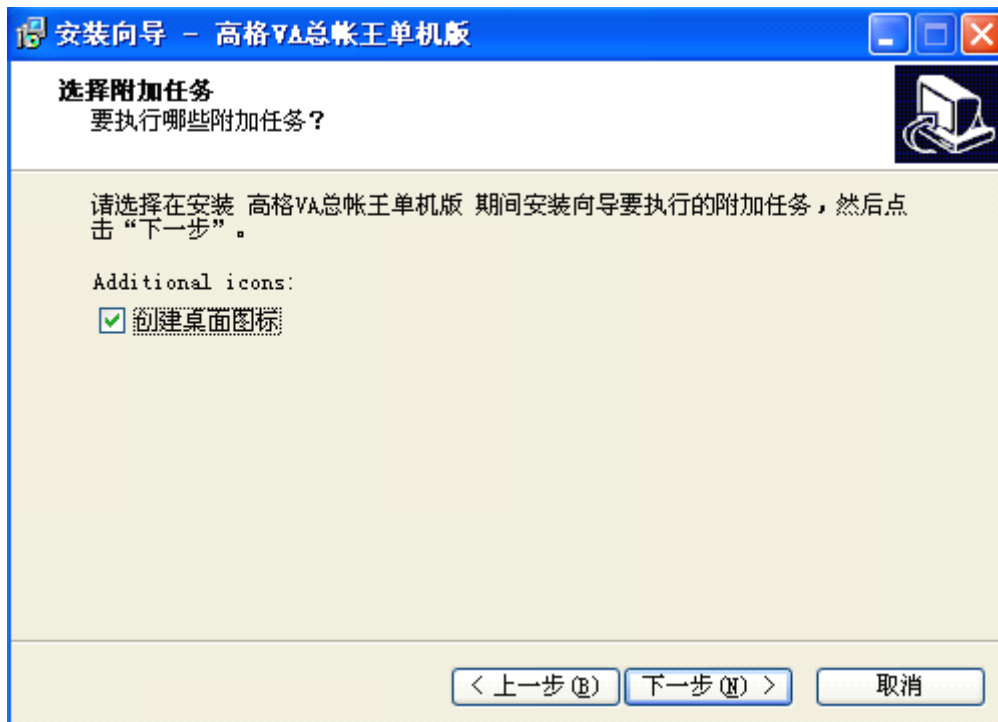 安装向导 - 高格VA总帐王单机版
选择附加任务
要执行哪些附加任务?
请选择在安装 高格VA总帐王单机版 期间安装向导要执行的附加任务,然后点
击“下一步”。
Additional icons:
创建桌面图标
< 上一步(B) 下一步(N) > 取消